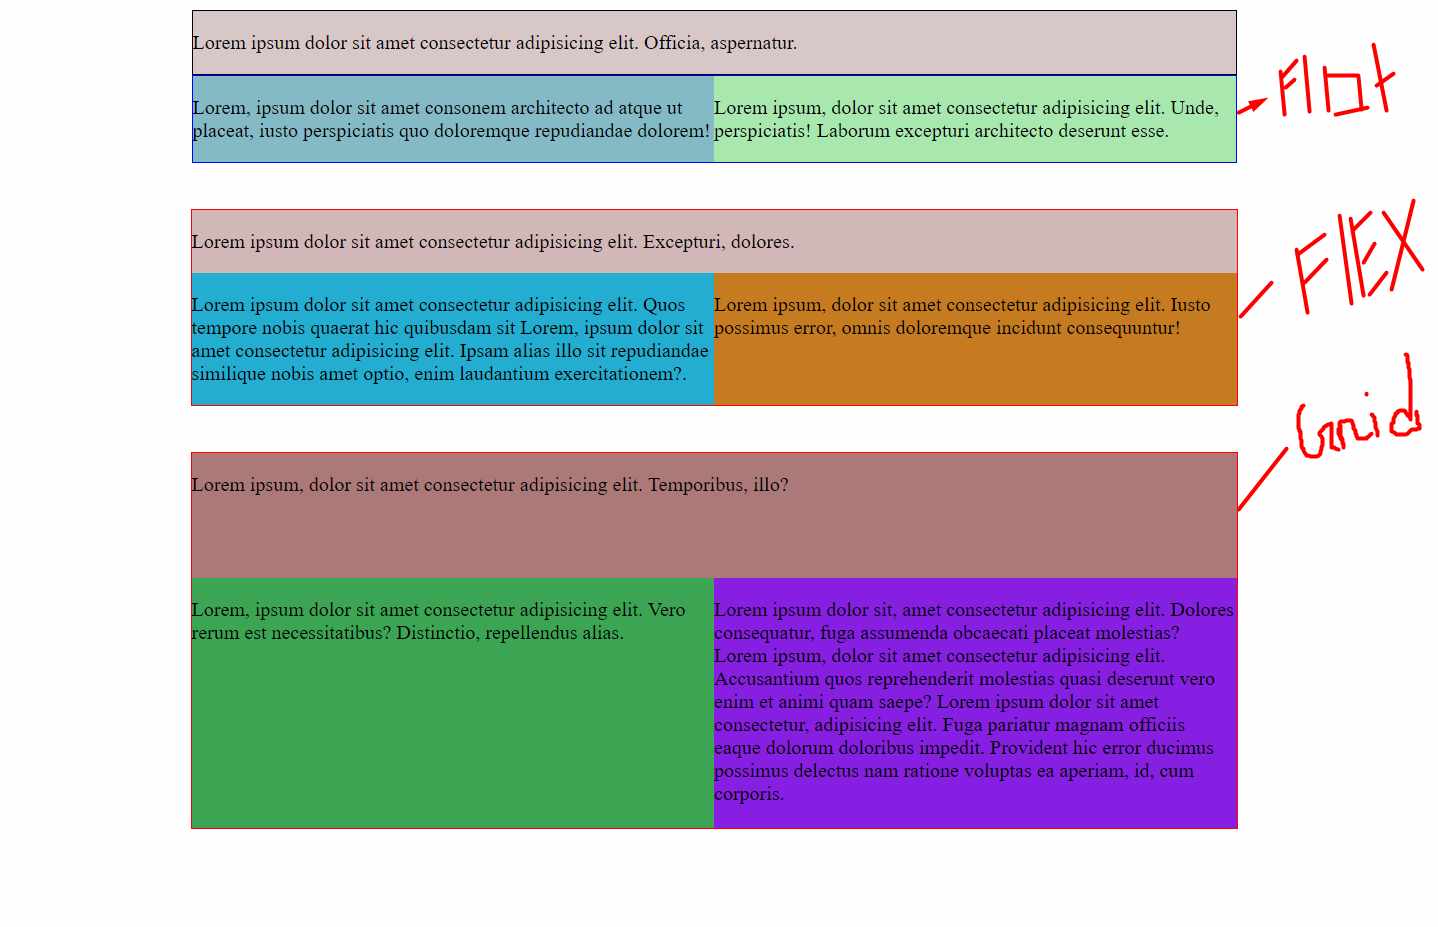 Lorem ipsum dolor sit amet consectetur adipisicing elit. Officia, aspernatur.
Lorem, ipsum dolor sit amet consonem architecto ad atque ut
placeat, iusto perspiciatis quo doloremque repudiandae dolorem!
Lorem ipsum, dolor sit amet consectetur adipisicing elit. Unde,
perspiciatis! Laborum excepturi architecto deserunt esse.
Flot
Lorem ipsum dolor sit amet consectetur adipisicing elit. Excepturi, dolores.
Lorem ipsum dolor sit amet consectetur adipisicing elit. Quos
tempore nobis quaerat hic quibusdam sit Lorem, ipsum dolor sit
amet consectetur adipisicing elit. Ipsam alias illo sit repudiandae
similique nobis amet optio, enim laudantium exercitationem?.
Lorem ipsum, dolor sit amet consectetur adipisicing elit. Iusto
possimus error, omnis doloremque incidunt consequuntur!
FlEX
Lorem ipsum, dolor sit amet consectetur adipisicing elit. Temporibus, illo?
Grid
Lorem, ipsum dolor sit amet consectetur adipisicing elit. Vero
rerum est necessitatibus? Distinctio, repellendus alias.
Lorem ipsum dolor sit, amet consectetur adipisicing elit. Dolores
consequatur, fuga assumenda obcaecati placeat molestias?
Lorem ipsum, dolor sit amet consectetur adipisicing elit.
Accusantium quos reprehenderit molestias quasi deserunt vero
enim et animi quam saepe? Lorem ipsum dolor sit amet
consectetur, adipisicing elit. Fuga pariatur magnam officiis
eaque dolorum doloribus impedit. Provident hic error ducimus
possimus delectus nam ratione voluptas ea aperiam, id, cum
corporis.